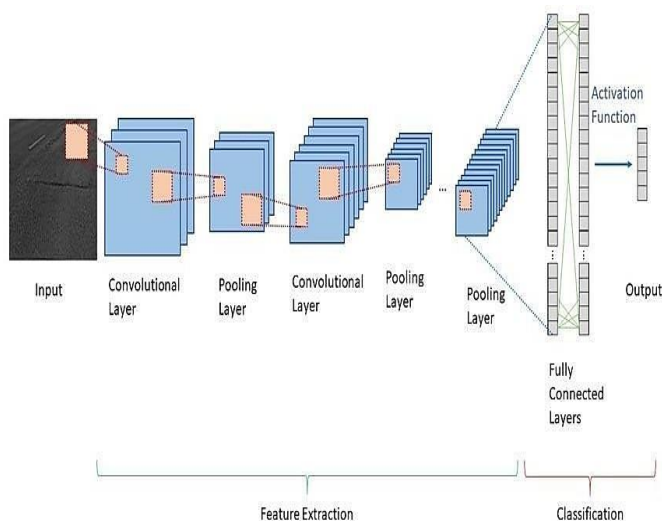 Activation
Function
Input
Convolutional
Layer
Pooling
Layer
Convolutional
Layer
Pooling
Layer
...
Pooling
Layer
Output
Fully
Connected
Layers
Feature Extraction
Classification